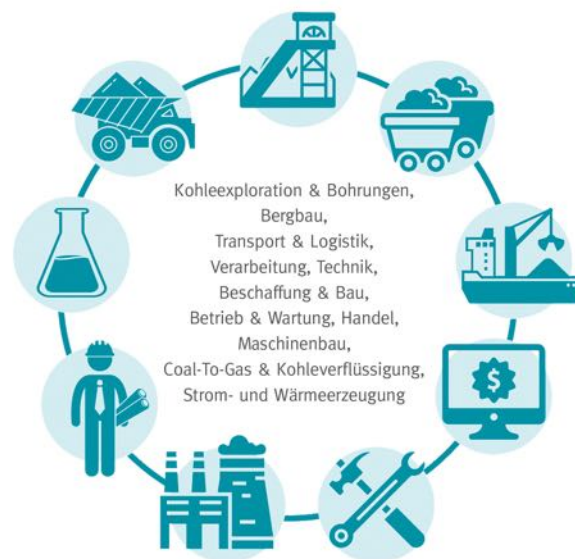 Kohleexploration & Bohrungen,
Bergbau,
Transport & Logistik,
Verarbeitung, Technik,
Beschaffung & Bau,
Betrieb & Wartung, Handel,
Maschinenbau,
Coal-To-Gas & Kohleverflüssigung,
Strom- und Wärmeerzeugung
$